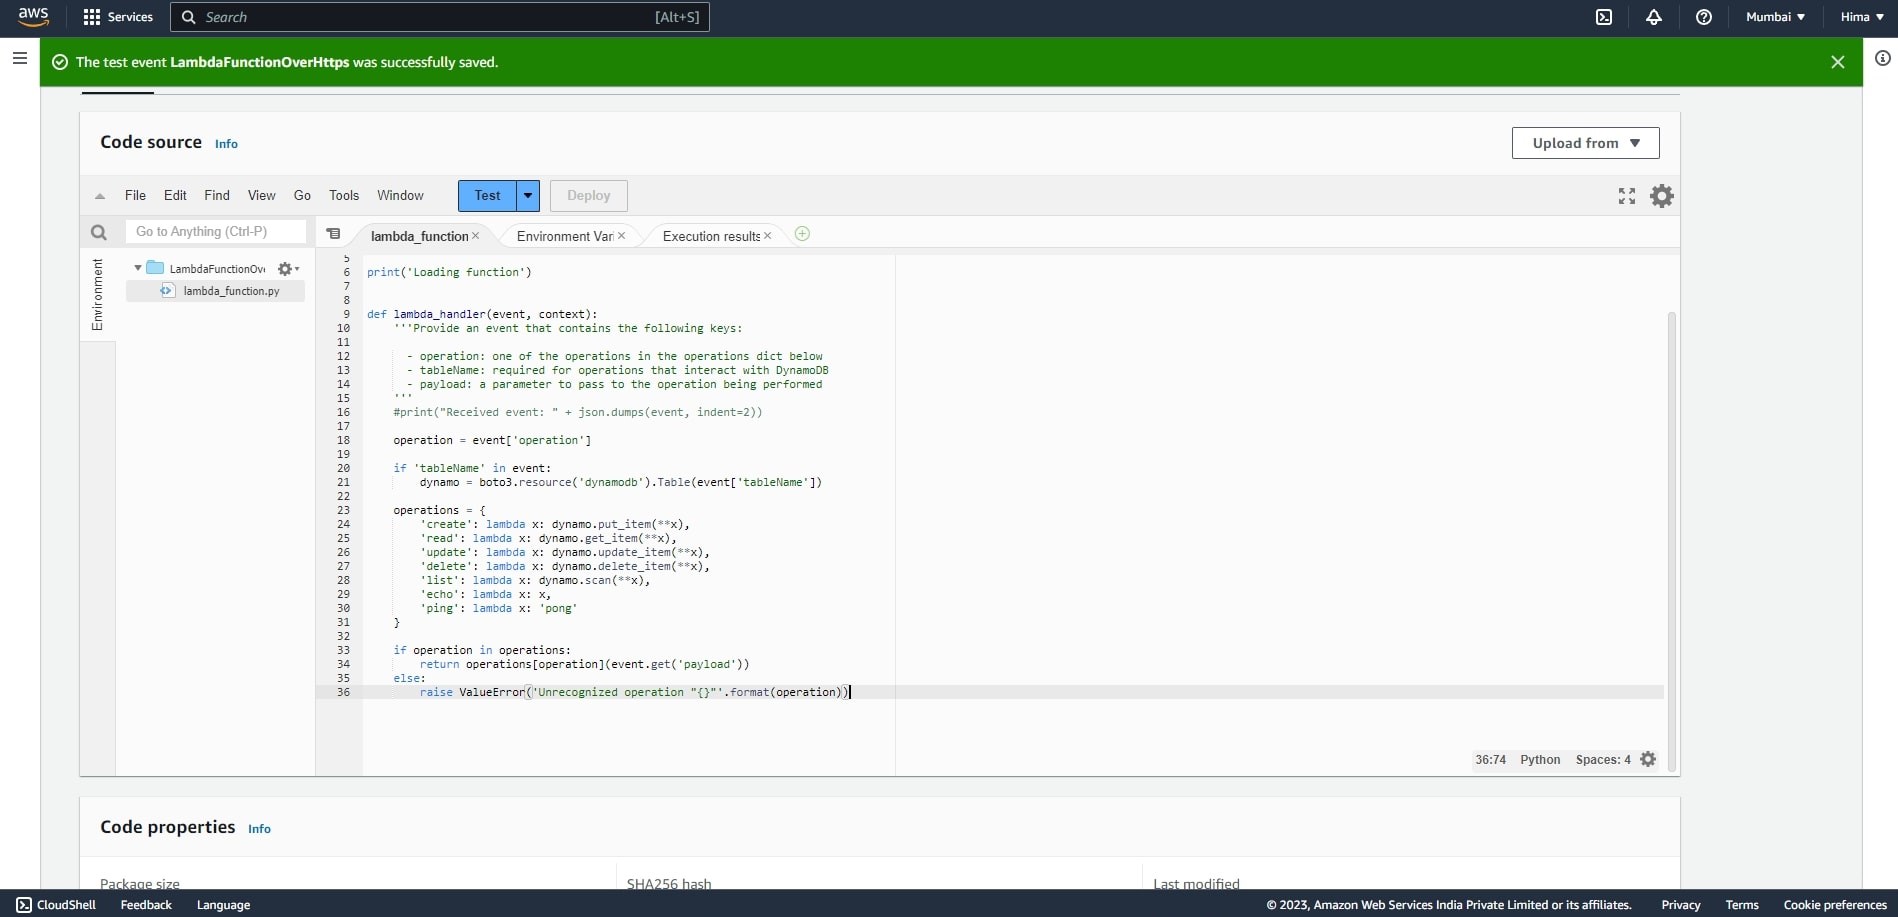 aws Services Search [Alt+S] Mumbai ▼ Hima ▼
The test event LambdaFunctionOverHttps was successfully saved.
Code source Info
Upload from ▼
File Edit Find View Go Tools Window Test Deploy
Go to Anything (Ctrl-P)
lambda_function × Environment Vari × Execution results ×
Environment
LambdaFunctionOve
lambda_function.py
5
6 print('Loading function')
7
8
9 def lambda_handler(event, context):
10 '''Provide an event that contains the following keys:
11
12 - operation: one of the operations in the operations dict below
13 - tableName: required for operations that interact with DynamoDB
14 - payload: a parameter to pass to the operation being performed
15 '''
16 #print("Received event: " + json.dumps(event, indent=2))
17
18 operation = event['operation']
19
20 if 'tableName' in event:
21 dynamo = boto3.resource('dynamodb').Table(event['tableName'])
22
23 operations = {
24 'create': lambda x: dynamo.put_item(**x),
25 'read': lambda x: dynamo.get_item(**x),
26 'update': lambda x: dynamo.update_item(**x),
27 'delete': lambda x: dynamo.delete_item(**x),
28 'list': lambda x: dynamo.scan(**x),
29 'echo': lambda x: x,
30 'ping': lambda x: 'pong'
31 }
32
33 if operation in operations:
34 return operations[operation](event.get('payload'))
35 else:
36 raise ValueError('Unrecognized operation "{}"'.format(operation))
36:74 Python Spaces: 4
Code properties Info
Package size SHA256 hash Last modified
CloudShell Feedback Language © 2023, Amazon Web Services India Private Limited or its affiliates. Privacy Terms Cookie preferences